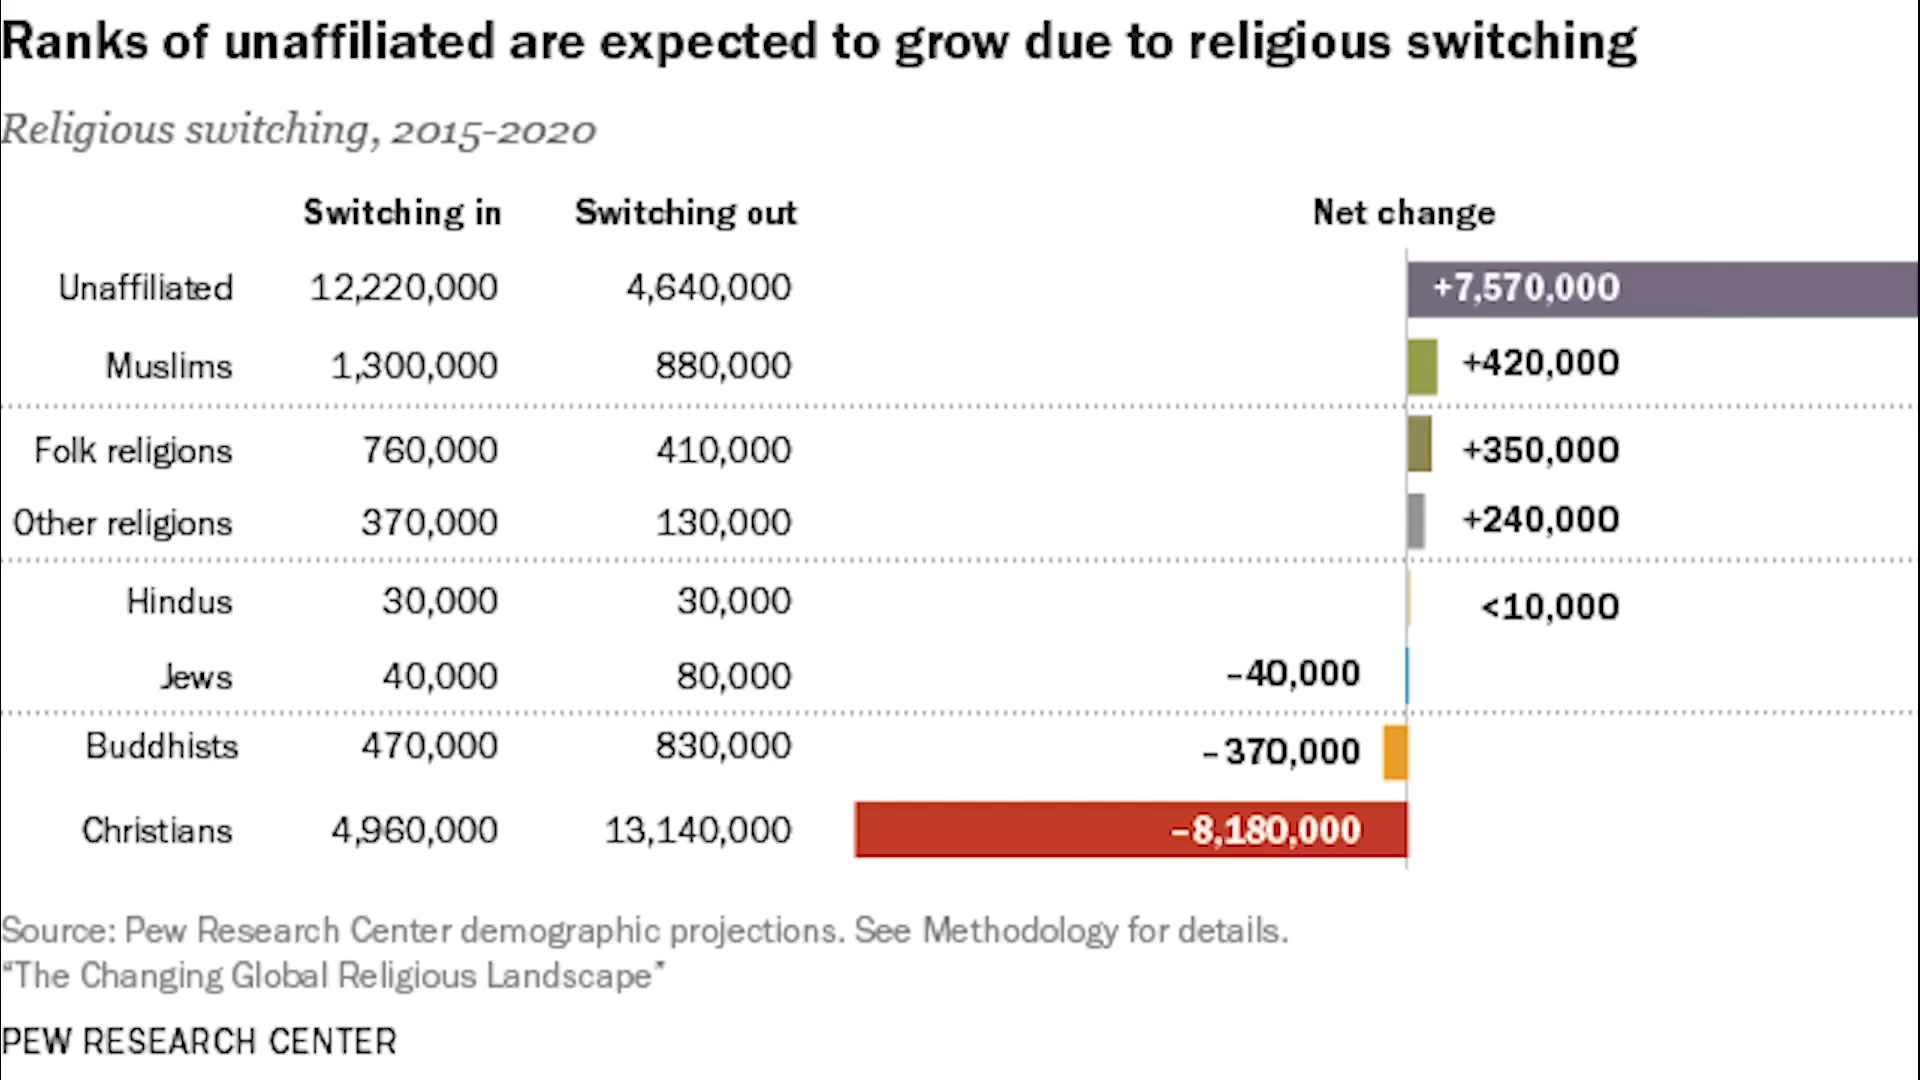 Ranks of unaffiliated are expected to grow due to religious switching
Religious switching, 2015-2020
Switching in Switching out Net change
Unaffiliated 12,220,000 4,640,000 +7,570,000
Muslims 1,300,000 880,000 +420,000
Folk religions 760,000 410,000 +350,000
Other religions 370,000 130,000 +240,000
Hindus 30,000 30,000 <10,000
Jews 40,000 80,000 –40,000
Buddhists 470,000 830,000 –370,000
Christians 4,960,000 13,140,000 –8,180,000
Source: Pew Research Center demographic projections. See Methodology for details.
“The Changing Global Religious Landscape”
PEW RESEARCH CENTER